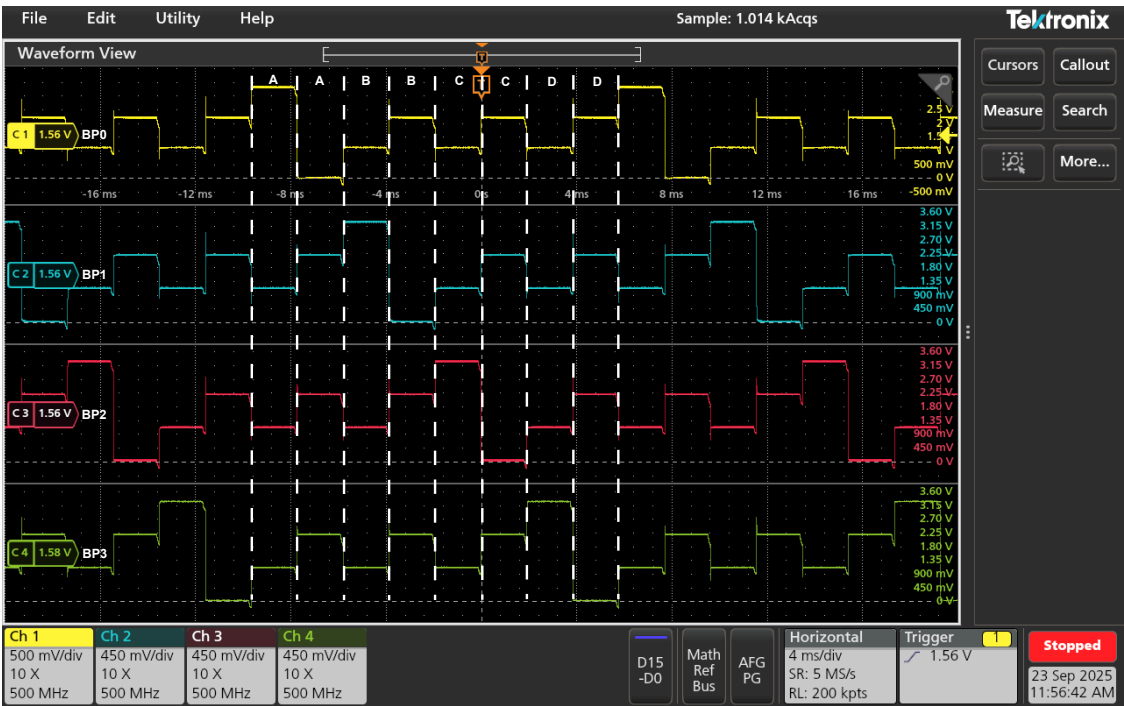 File Edit Utility Help Sample: 1.014 kAcqs Tektronix
Waveform View
A A B B C T C D D
C 1 1.56 V BP0
2.5 V
2 V
1.5 V
V
500 mV
0 V
-500 mV
-16 ms -12 ms -8 ms -4 ms 0s 4 ms 8 ms 12 ms 16 ms
C 2 1.56 V BP1
3.60 V
3.15 V
2.70 V
2.25 V
1.80 V
1.35 V
900 mV
450 mV
0 V
C 3 1.56 V BP2
3.60 V
3.15 V
2.70 V
2.25 V
1.80 V
1.35 V
900 mV
450 mV
0 V
C 4 1.58 V BP3
3.60 V
3.15 V
2.70 V
2.25 V
1.80 V
1.35 V
900 mV
450 mV
0 V
Cursors Callout
Measure Search
More...
Ch 1
500 mV/div
10 X
500 MHz
Ch 2
450 mV/div
10 X
500 MHz
Ch 3
450 mV/div
10 X
500 MHz
Ch 4
450 mV/div
10 X
500 MHz
D15
-D0
Math
Ref
Bus
AFG
PG
Horizontal
4 ms/div
SR: 5 MS/s
RL: 200 kpts
Trigger 1
1.56 V
Stopped
23 Sep 2025
11:56:42 AM